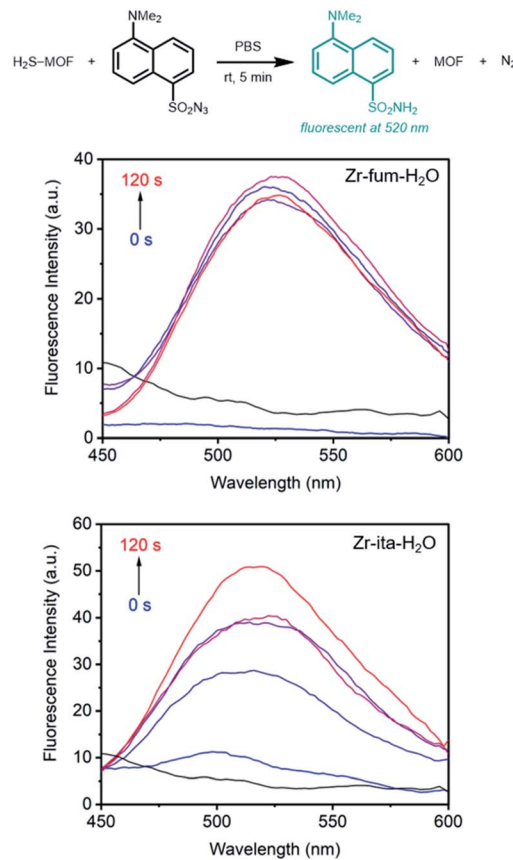 NMe₂
NMe₂
H₂S–MOF + PBS + MOF + N₂
rt, 5 min
SO₂N₃
SO₂NH₂
fluorescent at 520 nm
40
120 s
Zr-fum-H₂O
30
0 s
20
10
0
Fluorescence Intensity (a.u.)
450 500 550 600
Wavelength (nm)
60
120 s
Zr-ita-H₂O
50
40
0 s
30
20
10
0
Fluorescence Intensity (a.u.)
450 500 550 600
Wavelength (nm)